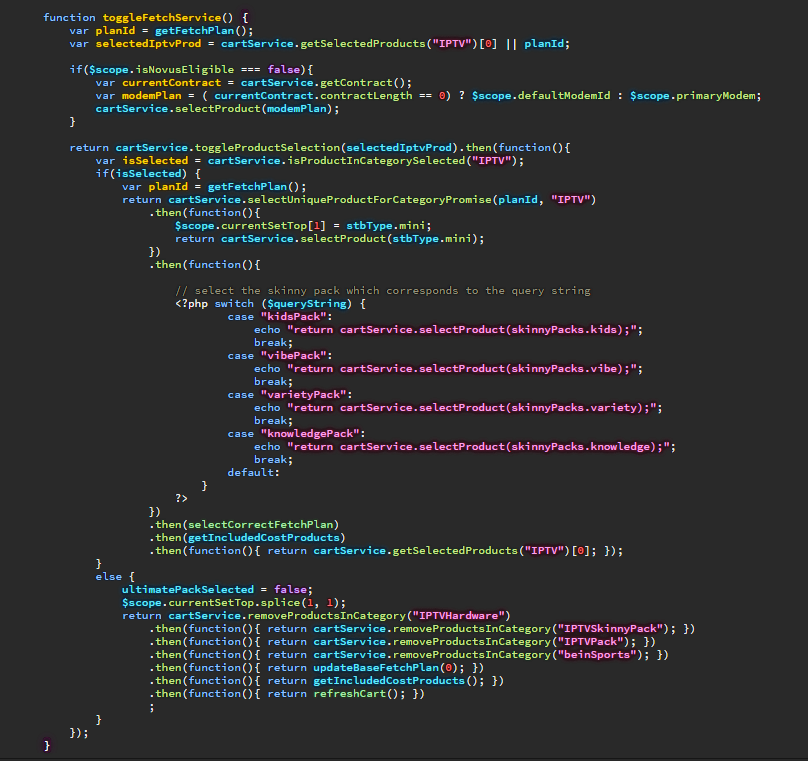 function toggleFetchService() {
    var planId = getFetchPlan();
    var selectedIptvProd = cartService.getSelectedProducts("IPTV")[0] || planId;

    if($scope.isNovusEligible === false){
        var currentContract = cartService.getContract();
        var modemPlan = ( currentContract.contractLength == 0) ? $scope.defaultModemId : $scope.primaryModem;
        cartService.selectProduct(modemPlan);
    }

    return cartService.toggleProductSelection(selectedIptvProd).then(function(){
        var isSelected = cartService.isProductInCategorySelected("IPTV");
        if(isSelected) {
            var planId = getFetchPlan();
            return cartService.selectUniqueProductForCategoryPromise(planId, "IPTV")
                .then(function(){
                    $scope.currentSetTop[1] = stbType.mini;
                    return cartService.selectProduct(stbType.mini);
                })
                .then(function(){

                    // select the skinny pack which corresponds to the query string
                    <?php switch ($queryString) {
                            case "kidsPack":
                                echo "return cartService.selectProduct(skinnyPacks.kids);";
                                break;
                            case "vibePack":
                                echo "return cartService.selectProduct(skinnyPacks.vibe);";
                                break;
                            case "varietyPack":
                                echo "return cartService.selectProduct(skinnyPacks.variety);";
                                break;
                            case "knowledgePack":
                                echo "return cartService.selectProduct(skinnyPacks.knowledge);";
                                break;
                            default:
                        }
                    ?>
                })
                .then(selectCorrectFetchPlan)
                .then(getIncludedCostProducts)
                .then(function(){ return cartService.getSelectedProducts("IPTV")[0]; });
        }
        else {
            ultimatePackSelected = false;
            $scope.currentSetTop.splice(1, 1);
            return cartService.removeProductsInCategory("IPTVHardware")
                .then(function(){ return cartService.removeProductsInCategory("IPTVSkinnyPack"); })
                .then(function(){ return cartService.removeProductsInCategory("IPTVPack"); })
                .then(function(){ return cartService.removeProductsInCategory("beinSports"); })
                .then(function(){ return updateBaseFetchPlan(0); })
                .then(function(){ return getIncludedCostProducts(); })
                .then(function(){ return refreshCart(); })
                ;
        }
    });
}